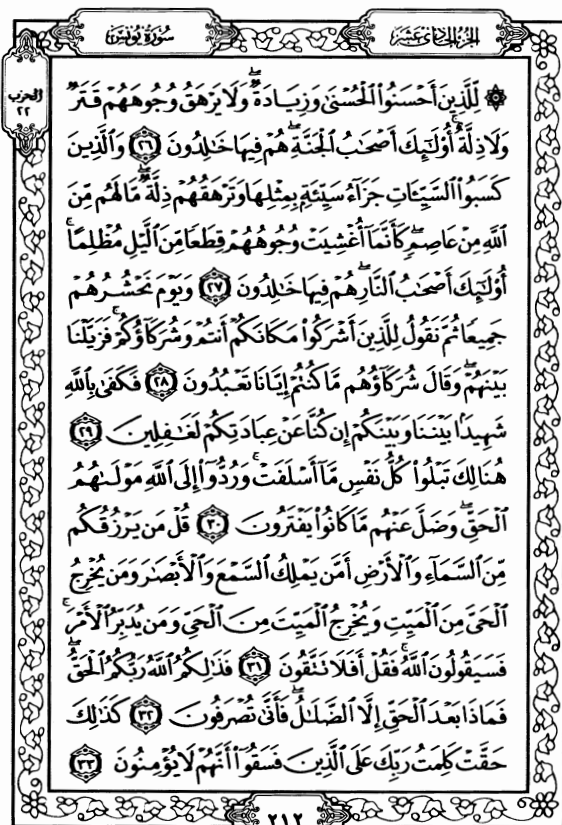 سُورَةُ يُونُس
الجزء الحادي عشر
الحزب
٢٢
۞ لِّلَّذِينَ أَحْسَنُوا۟ ٱلْحُسْنَىٰ وَزِيَادَةٌ ۖ وَلَا يَرْهَقُ وُجُوهَهُمْ قَتَرٌ
وَلَا ذِلَّةٌ ۚ أُو۟لَـٰٓئِكَ أَصْحَـٰبُ ٱلْجَنَّةِ ۖ هُمْ فِيهَا خَـٰلِدُونَ ٢٦ وَٱلَّذِينَ
كَسَبُوا۟ ٱلسَّيِّـَٔاتِ جَزَآءُ سَيِّئَةٍۭ بِمِثْلِهَا وَتَرْهَقُهُمْ ذِلَّةٌ ۖ مَّا لَهُم مِّنَ
ٱللَّهِ مِنْ عَاصِمٍ ۖ كَأَنَّمَآ أُغْشِيَتْ وُجُوهُهُمْ قِطَعًا مِّنَ ٱلَّيْلِ مُظْلِمًا ۚ
أُو۟لَـٰٓئِكَ أَصْحَـٰبُ ٱلنَّارِ ۖ هُمْ فِيهَا خَـٰلِدُونَ ٢٧ وَيَوْمَ نَحْشُرُهُمْ
جَمِيعًا ثُمَّ نَقُولُ لِلَّذِينَ أَشْرَكُوا۟ مَكَانَكُمْ أَنتُمْ وَشُرَكَآؤُكُمْ ۚ فَزَيَّلْنَا
بَيْنَهُمْ ۖ وَقَالَ شُرَكَآؤُهُم مَّا كُنتُمْ إِيَّانَا تَعْبُدُونَ ٢٨ فَكَفَىٰ بِٱللَّهِ
شَهِيدًۢا بَيْنَنَا وَبَيْنَكُمْ إِن كُنَّا عَنْ عِبَادَتِكُمْ لَغَـٰفِلِينَ ٢٩
هُنَالِكَ تَبْلُوا۟ كُلُّ نَفْسٍ مَّآ أَسْلَفَتْ ۚ وَرُدُّوٓا۟ إِلَى ٱللَّهِ مَوْلَىٰهُمُ
ٱلْحَقِّ ۖ وَضَلَّ عَنْهُم مَّا كَانُوا۟ يَفْتَرُونَ ٣٠ قُلْ مَن يَرْزُقُكُم
مِّنَ ٱلسَّمَآءِ وَٱلْأَرْضِ أَمَّن يَمْلِكُ ٱلسَّمْعَ وَٱلْأَبْصَـٰرَ وَمَن يُخْرِجُ
ٱلْحَىَّ مِنَ ٱلْمَيِّتِ وَيُخْرِجُ ٱلْمَيِّتَ مِنَ ٱلْحَىِّ وَمَن يُدَبِّرُ ٱلْأَمْرَ ۚ
فَسَيَقُولُونَ ٱللَّهُ ۚ فَقُلْ أَفَلَا تَتَّقُونَ ٣١ فَذَٰلِكُمُ ٱللَّهُ رَبُّكُمُ ٱلْحَقُّ ۖ
فَمَاذَا بَعْدَ ٱلْحَقِّ إِلَّا ٱلضَّلَـٰلُ ۖ فَأَنَّىٰ تُصْرَفُونَ ٣٢ كَذَٰلِكَ
حَقَّتْ كَلِمَتُ رَبِّكَ عَلَى ٱلَّذِينَ فَسَقُوٓا۟ أَنَّهُمْ لَا يُؤْمِنُونَ ٣٣
٢١٢